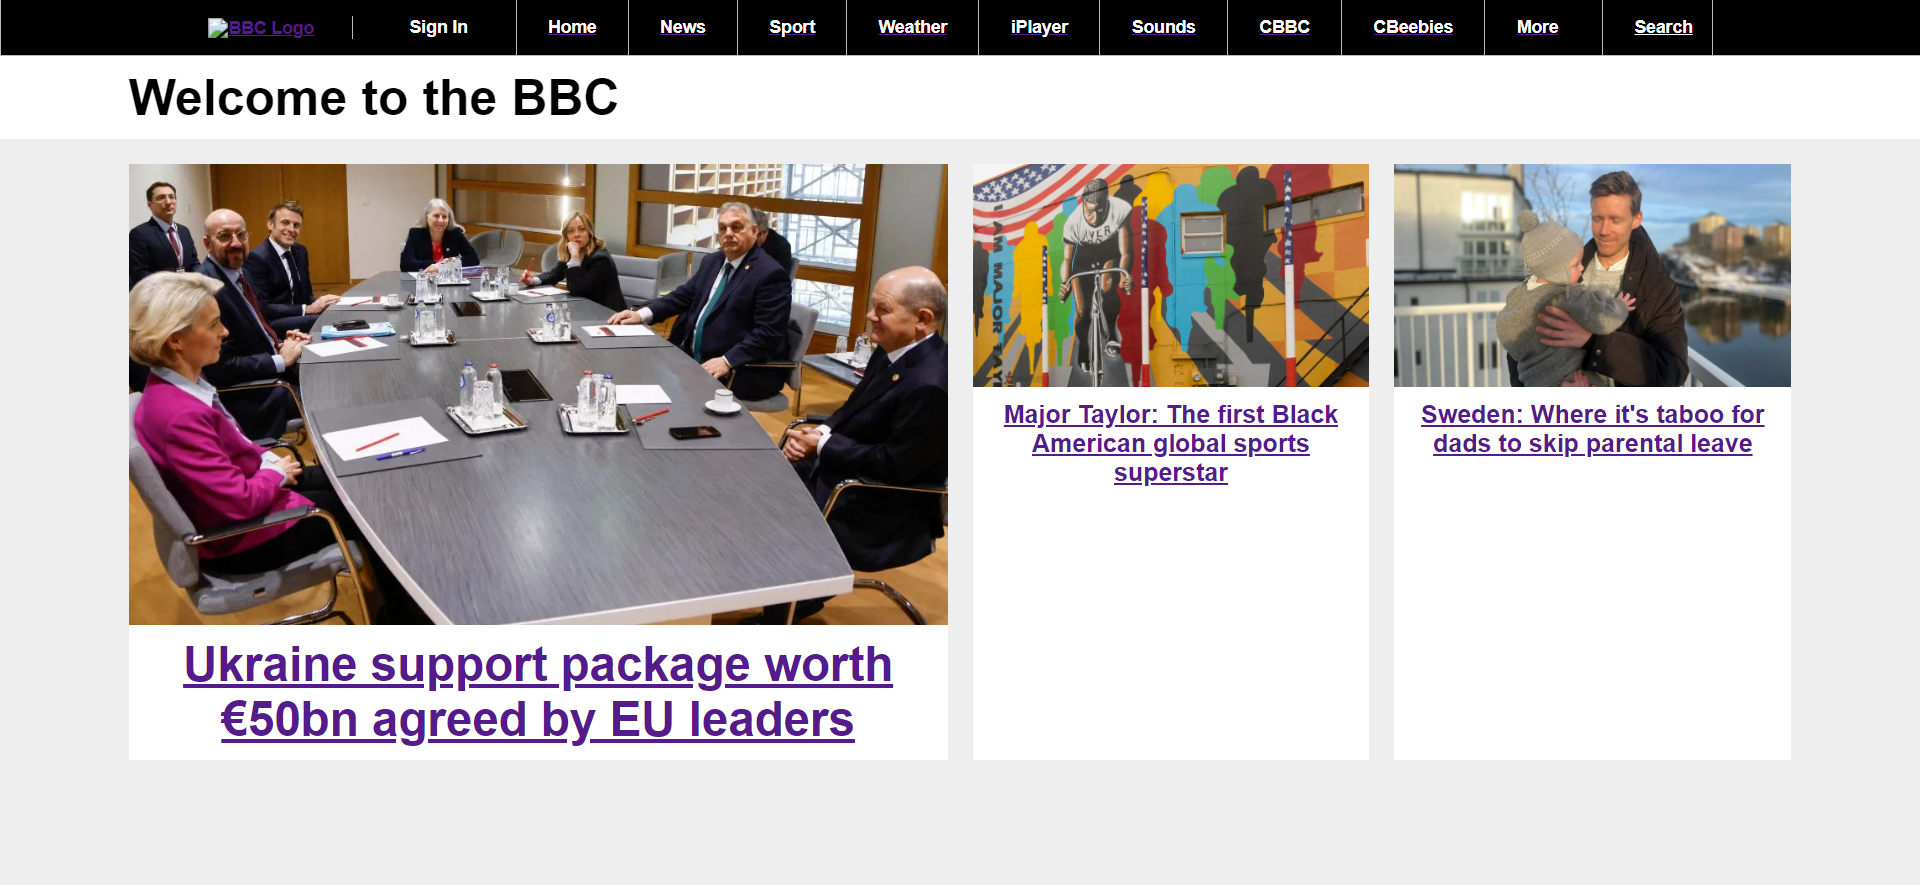 BBC Logo
Sign In
Home
News
Sport
Weather
iPlayer
Sounds
CBBC
CBeebies
More
Search
Welcome to the BBC
Ukraine support package worth
€50bn agreed by EU leaders
I AM MAJOR TAYLOR
Major Taylor: The first Black
American global sports
superstar
Sweden: Where it's taboo for
dads to skip parental leave